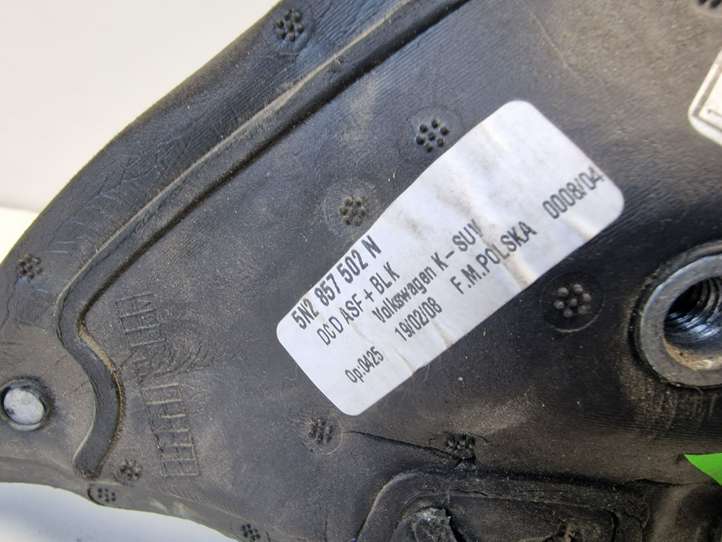 5N2 857 502 N
DCD ASF + BLK
Volkswagen K - SUV
19/02/08 F.M.POLSKA 0008/04
Op:0425